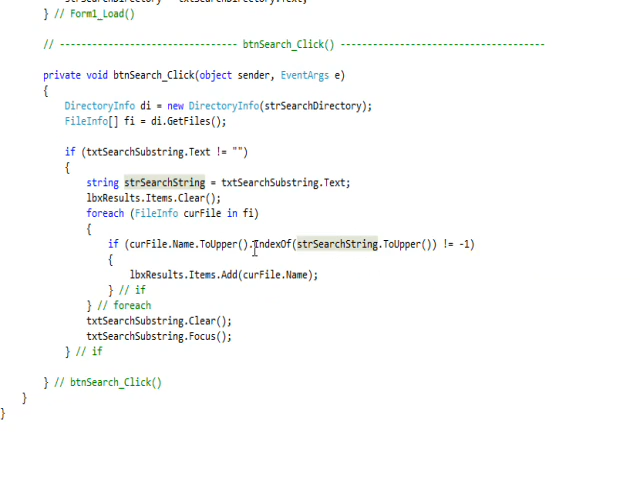 } // Form1_Load()
// --------------------------------- btnSearch_Click() --------------------------------------
private void btnSearch_Click(object sender, EventArgs e)
{
DirectoryInfo di = new DirectoryInfo(strSearchDirectory);
FileInfo[] fi = di.GetFiles();
if (txtSearchSubstring.Text != "")
{
string strSearchString = txtSearchSubstring.Text;
lbxResults.Items.Clear();
foreach (FileInfo curFile in fi)
{
if (curFile.Name.ToUpper().IndexOf(strSearchString.ToUpper()) != -1)
{
lbxResults.Items.Add(curFile.Name);
} // if
} // foreach
txtSearchSubstring.Clear();
txtSearchSubstring.Focus();
} // if
} // btnSearch_Click()
}
}